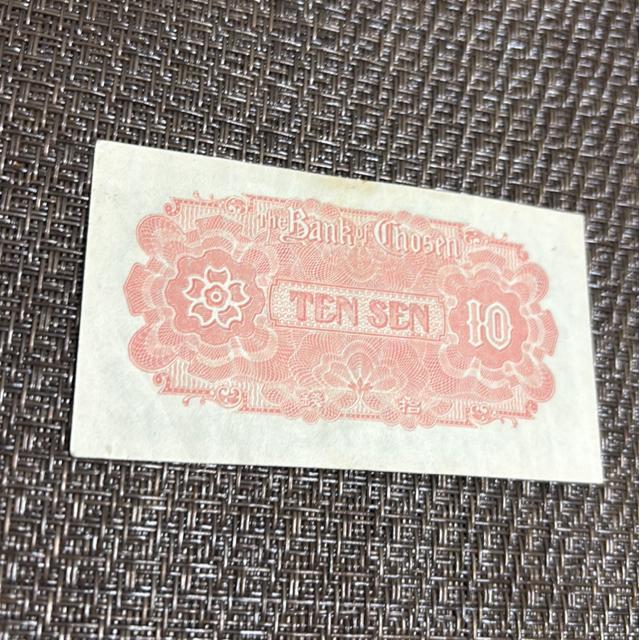 The Bank of Chosen
TEN SEN
10
錢拾